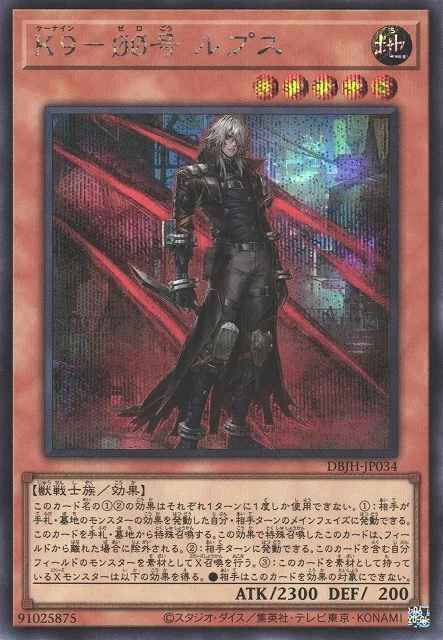 K9－ØØ号 ルプス
DBJH-JP034
【獣戦士族／効果】
このカード名の①②の効果はそれぞれ1ターンに1度しか使用できない。①：相手が
手札・墓地のモンスターの効果を発動した自分・相手ターンのメインフェイズに発動できる。
このカードを手札・墓地から特殊召喚する。この効果で特殊召喚したこのカードは、フィー
ルドから離れた場合に除外される。②：相手ターンに発動できる。このカードを含む自分
フィールドのモンスターを素材としてX召喚を行う。③：このカードを素材として持って
いるXモンスターは以下の効果を得る。●相手はこのカードを効果の対象にできない。
ATK/2300 DEF/ 200
91025875
©スタジオ・ダイス／集英社・テレビ東京・KONAMI